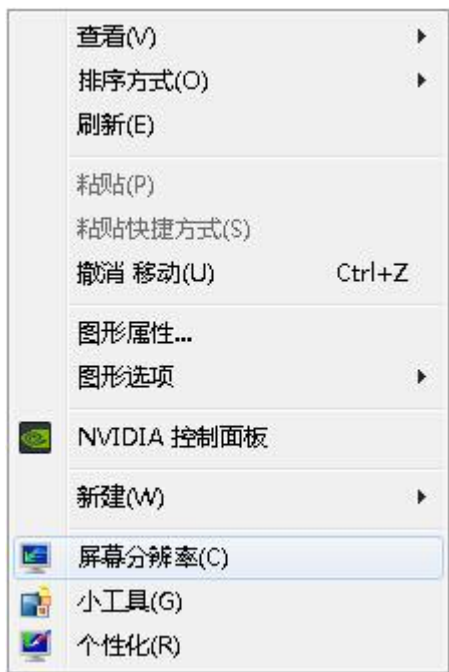 查看(V)
排序方式(O)
刷新(E)
粘贴(P)
粘贴快捷方式(S)
撤消 移动(U) Ctrl+Z
图形属性...
图形选项
NVIDIA 控制面板
新建(W)
屏幕分辨率(C)
小工具(G)
个性化(R)